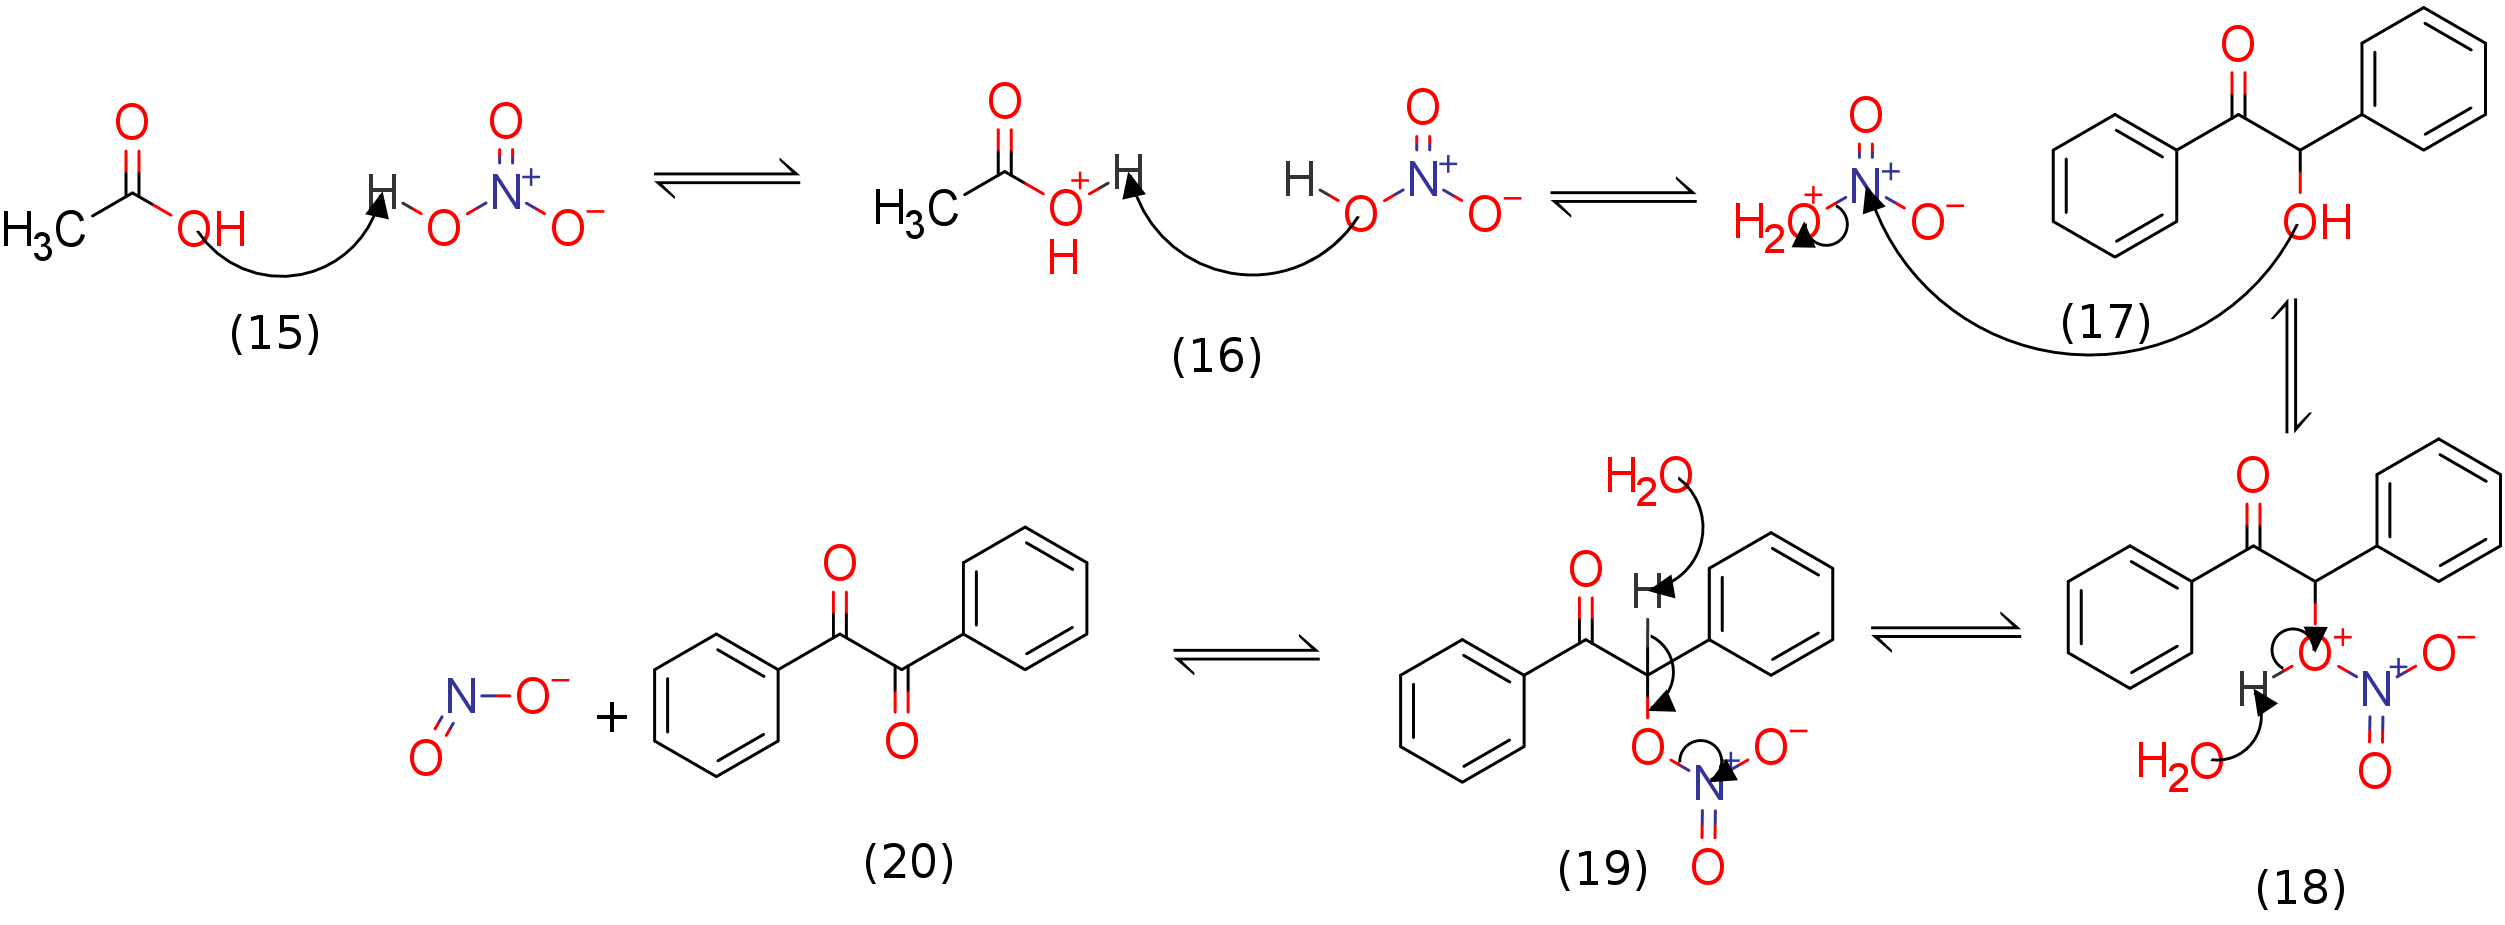 O O
H₃C OH H O N⁺ O⁻
(15)
O O
H₃C O⁺ H H O N⁺ O⁻
H
(16)
O O
H₂O⁺ N⁺ O⁻ OH
(17)
O
O⁺ N⁺ O⁻
H
H₂O O
(18)
H₂O
O H
O N⁺ O⁻
O
(19)
O
N O⁻ +
O O
(20)